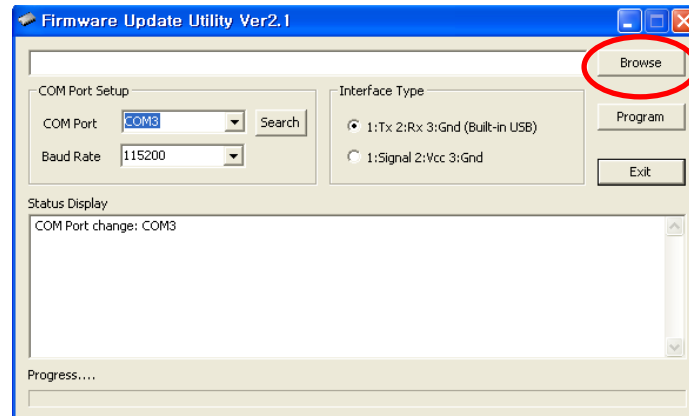 Firmware Update Utility Ver2.1
Browse
COM Port Setup
Interface Type
COM Port COM3 Search
1:Tx 2:Rx 3:Gnd (Built-in USB)
Program
Baud Rate 115200
1:Signal 2:Vcc 3:Gnd
Exit
Status Display
COM Port change: COM3
Progress....